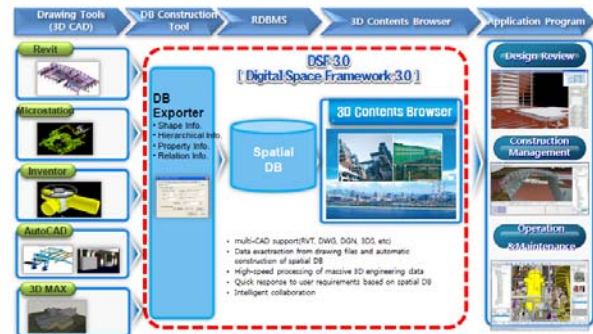 Drawing Tools
(3D CAD)
DB Construction
Tool
RDBMS
3D Contents Browser
Application Program
Revit
Microstation
Inventor
AutoCAD
3D MAX
DSF 3.0
[ Digital Space Framework 3.0 ]
DB
Exporter
• Shape Info.
• Hierarchical Info.
• Property Info.
• Relation Info.
Spatial
DB
3D Contents Browser
• multi-CAD support(RVT, DWG, DGN, 3DS, etc)
• Data exactraction from drawing files and automatic
construction of spatial DB
• High-speed processing of massive 3D engineering data
• Quick response to user requirements based on spatial DB
• Intelligent collaboration
Design Review
Construction
Management
Operation
&Maintenance